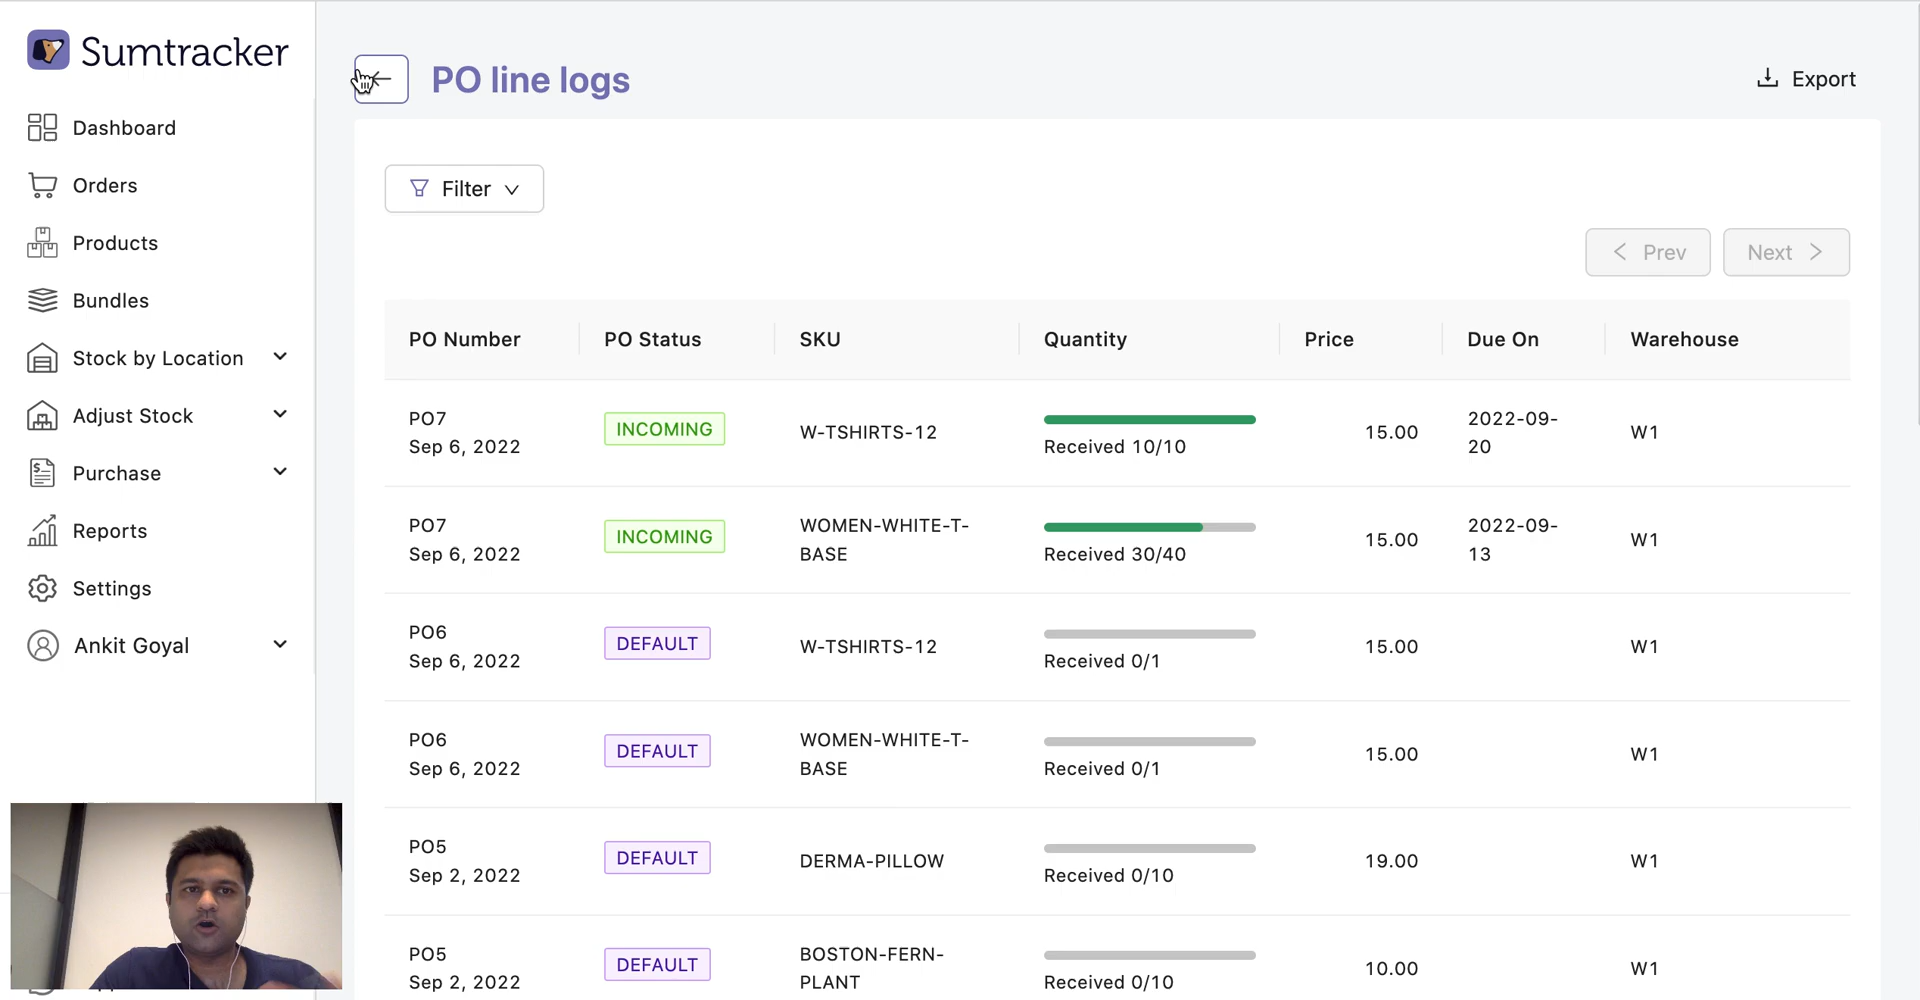 Sumtracker
Dashboard
Orders
Products
Bundles
Stock by Location
Adjust Stock
Purchase
Reports
Settings
Ankit Goyal
PO line logs
Export
Filter
Prev
Next
PO Number PO Status SKU Quantity Price Due On Warehouse
PO7
Sep 6, 2022
INCOMING
W-TSHIRTS-12
Received 10/10
15.00
2022-09-
20
W1
PO7
Sep 6, 2022
INCOMING
WOMEN-WHITE-T-
BASE
Received 30/40
15.00
2022-09-
13
W1
PO6
Sep 6, 2022
DEFAULT
W-TSHIRTS-12
Received 0/1
15.00
W1
PO6
Sep 6, 2022
DEFAULT
WOMEN-WHITE-T-
BASE
Received 0/1
15.00
W1
PO5
Sep 2, 2022
DEFAULT
DERMA-PILLOW
Received 0/10
19.00
W1
PO5
Sep 2, 2022
DEFAULT
BOSTON-FERN-
PLANT
Received 0/10
10.00
W1